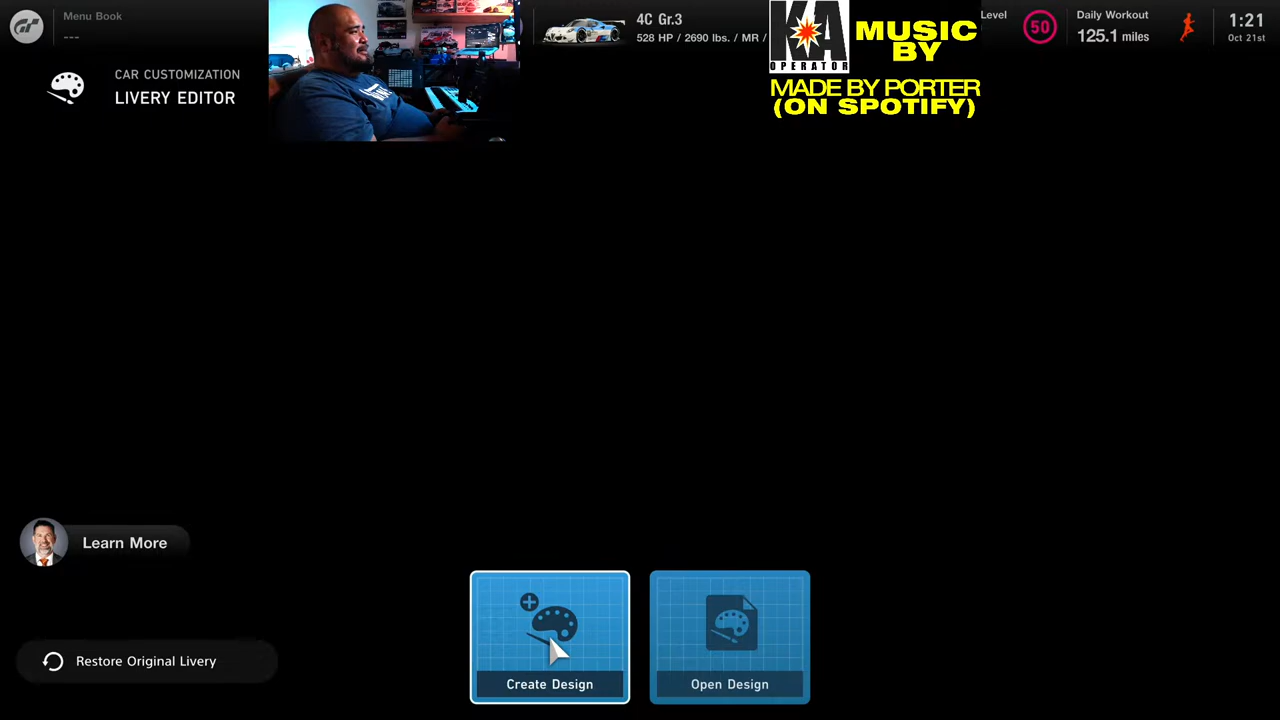 Menu Book
---
CAR CUSTOMIZATION
LIVERY EDITOR
4C Gr.3
528 HP / 2690 lbs. / MR /
KA
OPERATOR
MUSIC
BY
MADE BY PORTER
(ON SPOTIFY)
Level
50
Daily Workout
125.1 miles
1:21
Oct 21st
Learn More
Restore Original Livery
Create Design
Open Design